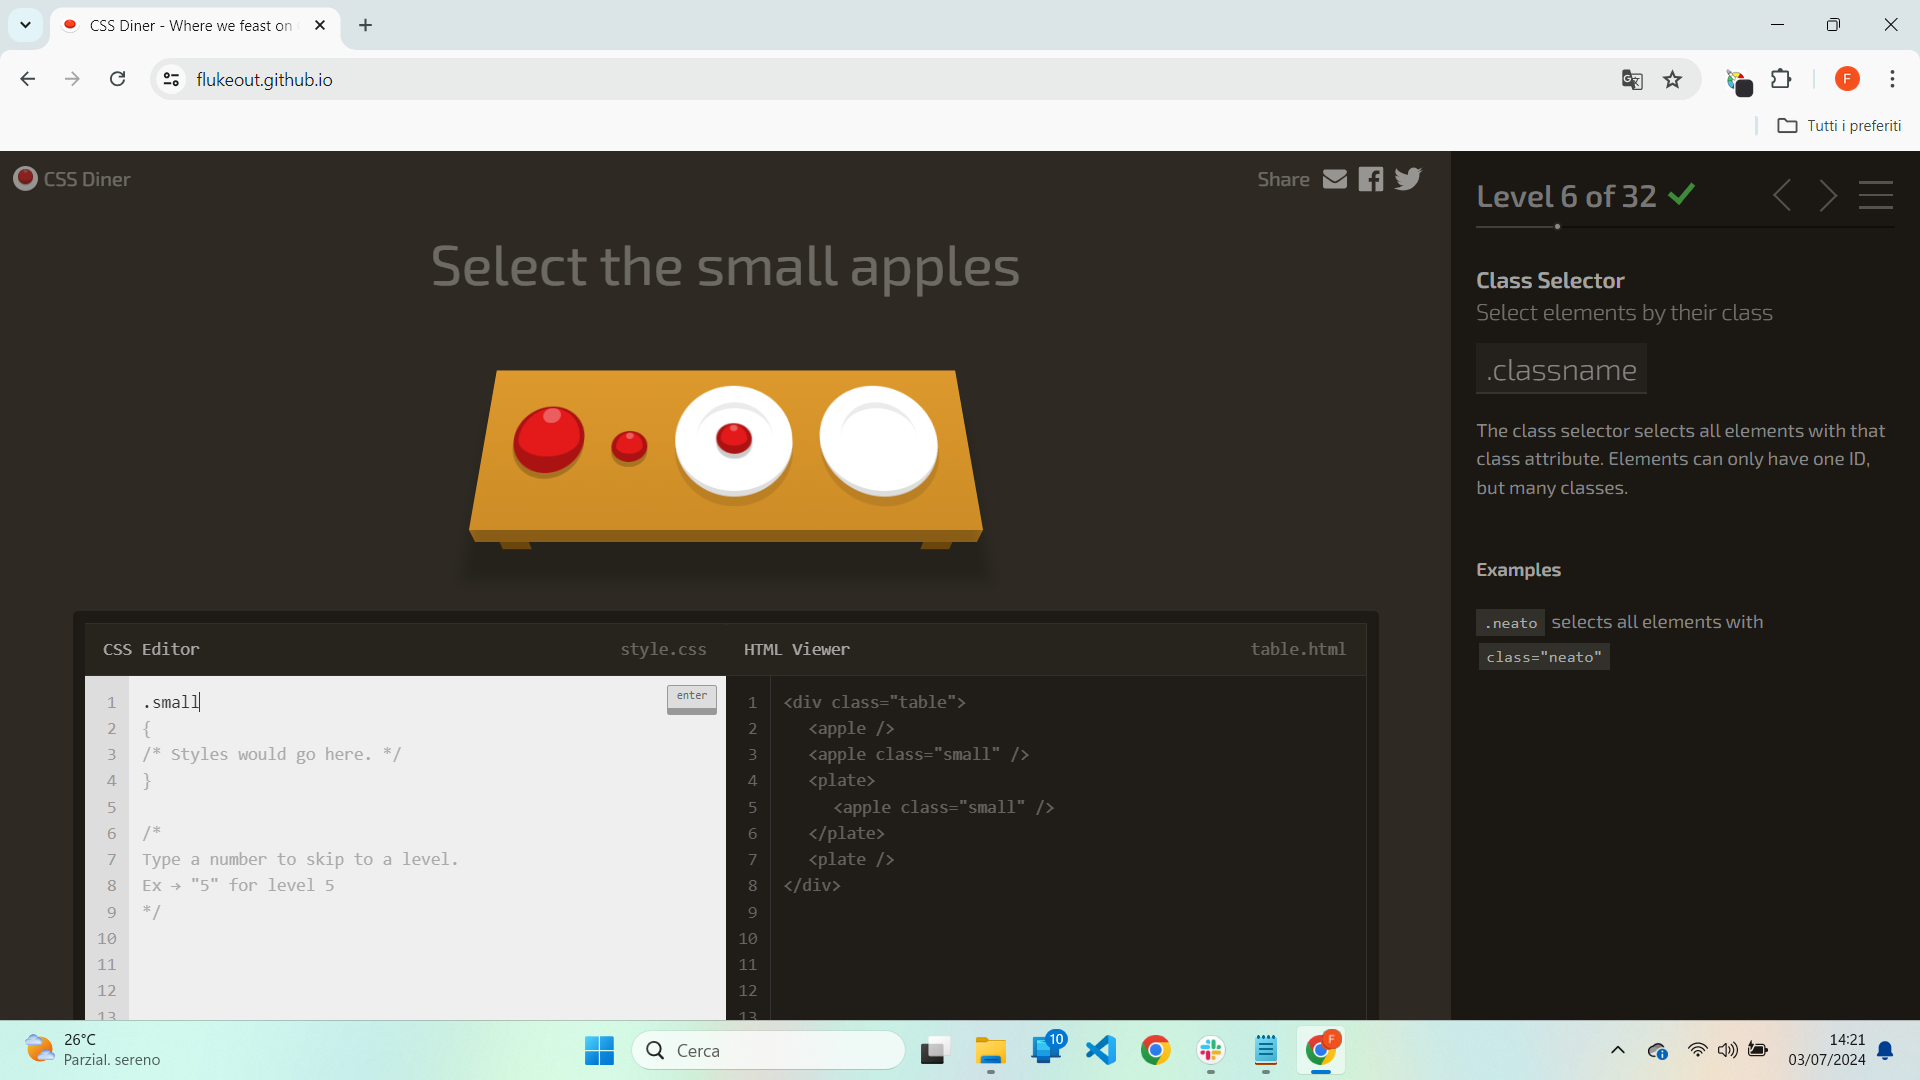 CSS Diner - Where we feast on
flukeout.github.io
F
Tutti i preferiti
CSS Diner
Share
Level 6 of 32
Select the small apples
Class Selector
Select elements by their class
.classname
The class selector selects all elements with that
class attribute. Elements can only have one ID,
but many classes.
Examples
.neato selects all elements with
class="neato"
CSS Editor
style.css
1 .small
enter
2 {
3 /* Styles would go here. */
4 }
5
6 /*
7 Type a number to skip to a level.
8 Ex → "5" for level 5
9 */
10
11
12
13
HTML Viewer
table.html
1 <div class="table">
2 <apple />
3 <apple class="small" />
4 <plate>
5 <apple class="small" />
6 </plate>
7 <plate />
8 </div>
9
10
11
12
13
26°C
Parzial. sereno
Cerca
10
F
14:21
03/07/2024